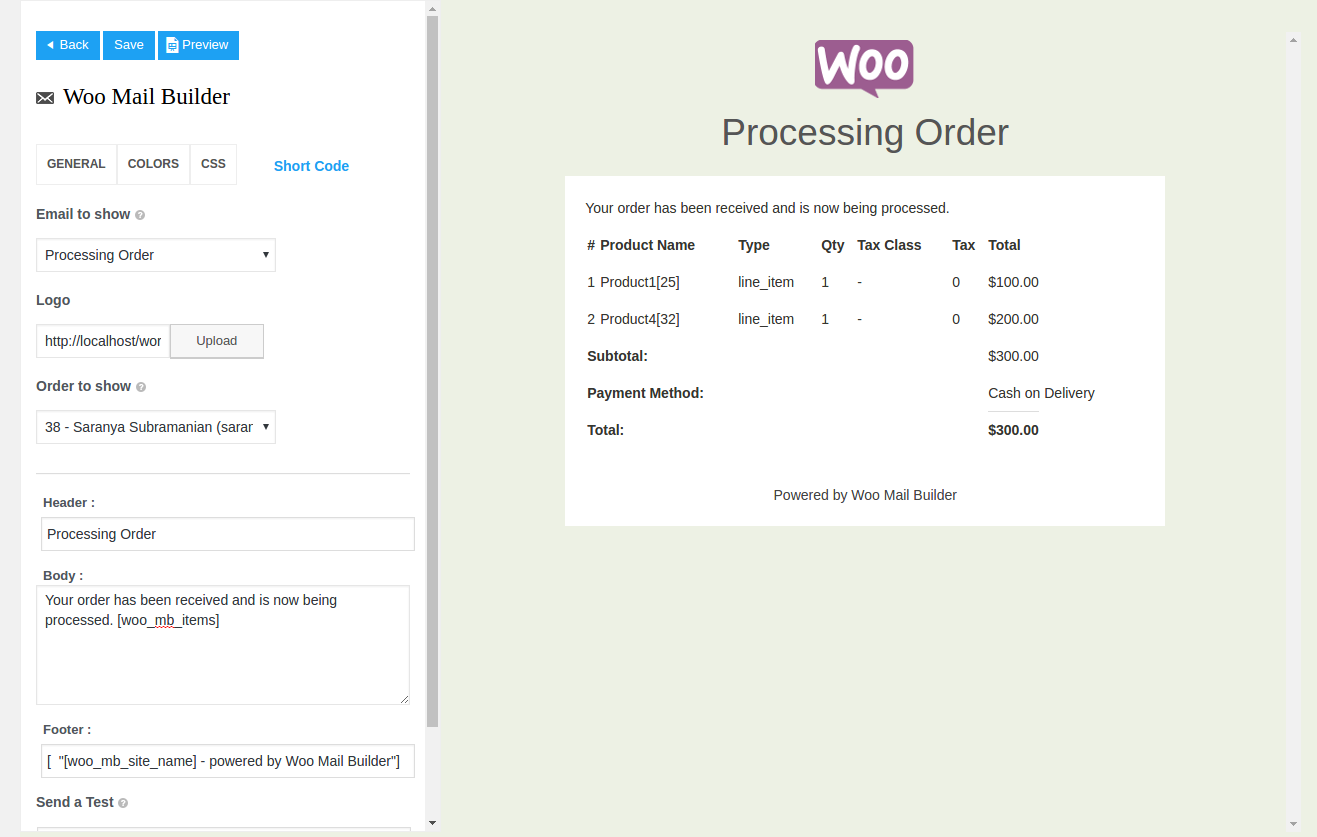 Back Save Preview
Woo Mail Builder
GENERAL COLORS CSS Short Code
Email to show ?
Processing Order
Logo
http://localhost/wor Upload
Order to show ?
38 - Saranya Subramanian (sarar
Header :
Processing Order
Body :
Your order has been received and is now being
processed. [woo_mb_items]
Footer :
[ "[woo_mb_site_name] - powered by Woo Mail Builder"]
Send a Test ?
WOO
Processing Order
Your order has been received and is now being processed.
# Product Name Type Qty Tax Class Tax Total
1 Product1[25] line_item 1 - 0 $100.00
2 Product4[32] line_item 1 - 0 $200.00
Subtotal: $300.00
Payment Method: Cash on Delivery
Total: $300.00
Powered by Woo Mail Builder